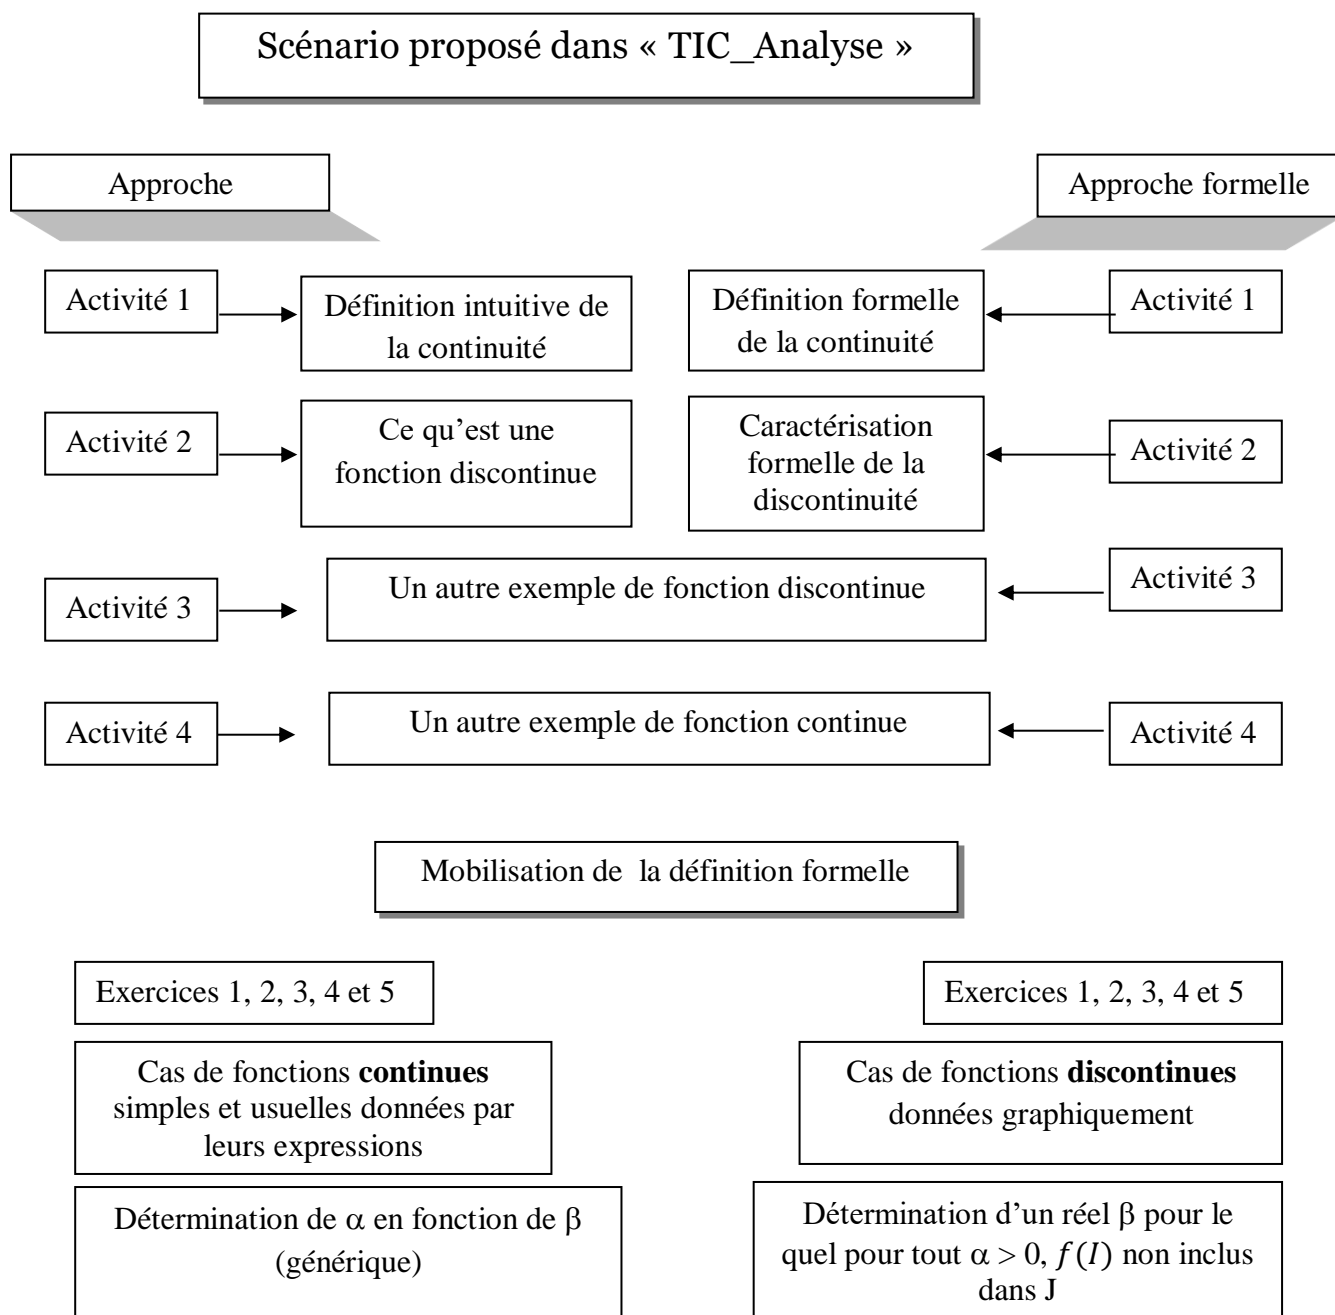 Scénario proposé dans « TIC_Analyse »
Approche
Approche formelle
Activité 1
Définition intuitive de
la continuité
Définition formelle
de la continuité
Activité 1
Activité 2
Ce qu’est une
fonction discontinue
Caractérisation
formelle de la
discontinuité
Activité 2
Activité 3
Un autre exemple de fonction discontinue
Activité 3
Activité 4
Un autre exemple de fonction continue
Activité 4
Mobilisation de la définition formelle
Exercices 1, 2, 3, 4 et 5
Cas de fonctions continues
simples et usuelles données par
leurs expressions
Détermination de α en fonction de β
(générique)
Exercices 1, 2, 3, 4 et 5
Cas de fonctions discontinues
données graphiquement
Détermination d’un réel β pour le
quel pour tout α > 0, f(I) non inclus
dans J